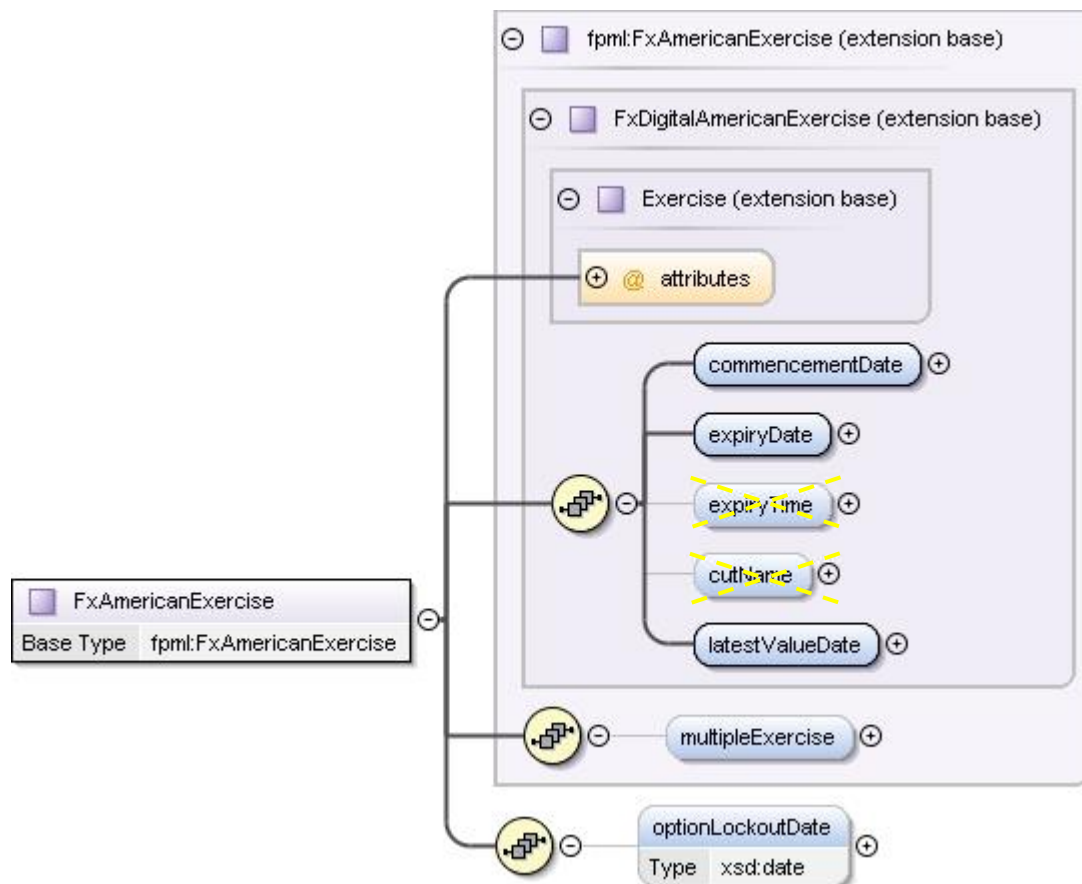 fpml:FxAmericanExercise (extension base)
FxDigitalAmericanExercise (extension base)
Exercise (extension base)
@ attributes
commencementDate
expiryDate
expiryTime
cutName
latestValueDate
FxAmericanExercise
Base Type fpml:FxAmericanExercise
multipleExercise
optionLockoutDate
Type xsd:date